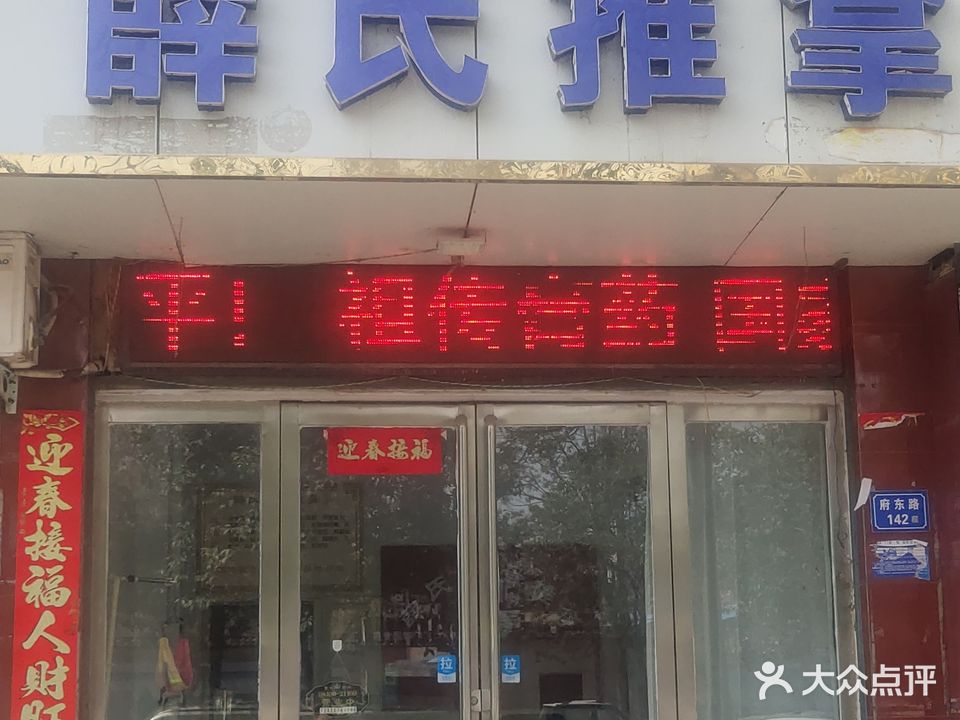 薛氏推拿
平！ 祖传膏药 国
迎春接福
迎春接福人财旺
府东路
142
拉
拉
大众点评